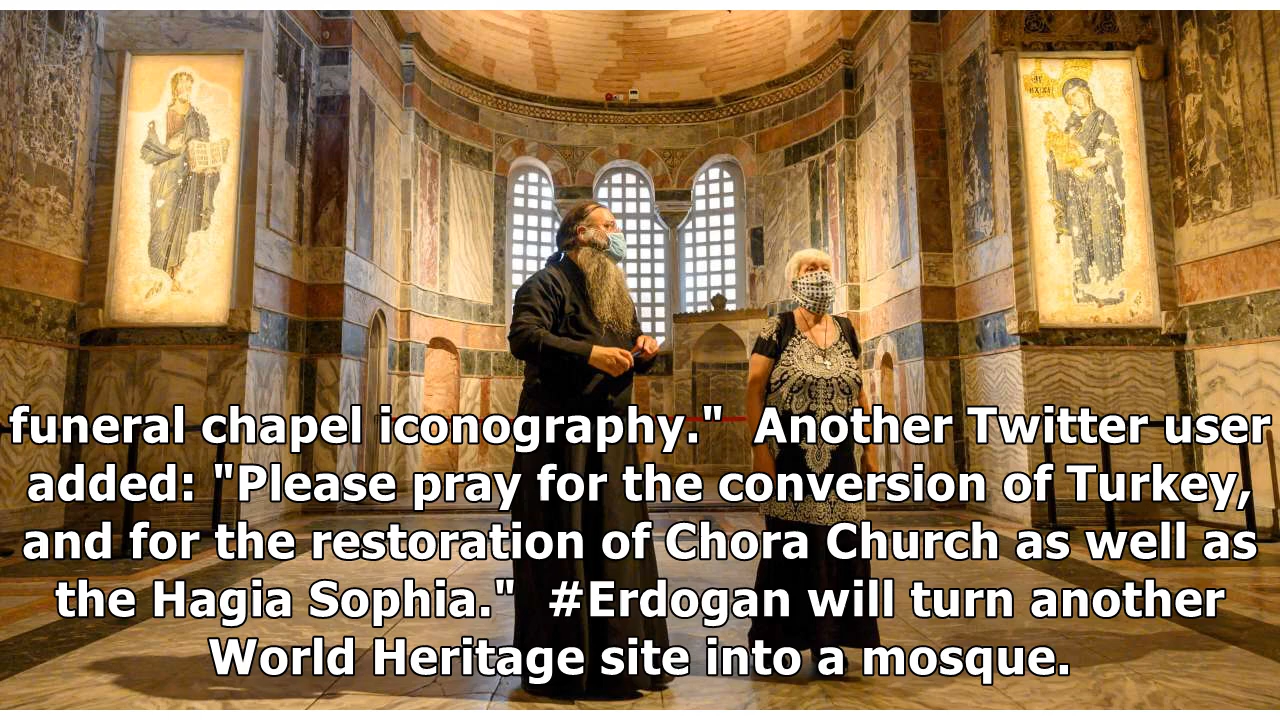 funeral chapel iconography."  Another Twitter user
added: "Please pray for the conversion of Turkey,
and for the restoration of Chora Church as well as
the Hagia Sophia."  #Erdogan will turn another
World Heritage site into a mosque.